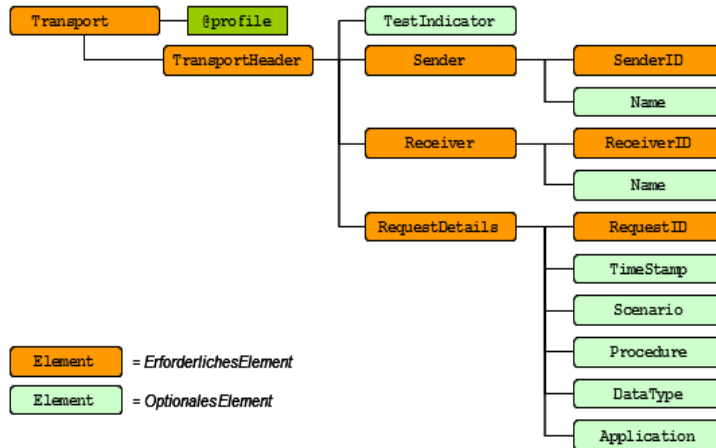 Transport
@profile
TestIndicator
TransportHeader
Sender
SenderID
Name
Receiver
ReceiverID
Name
RequestDetails
RequestID
TimeStamp
Scenario
Procedure
DataType
Application
Element = ErforderlichesElement
Element = OptionalesElement